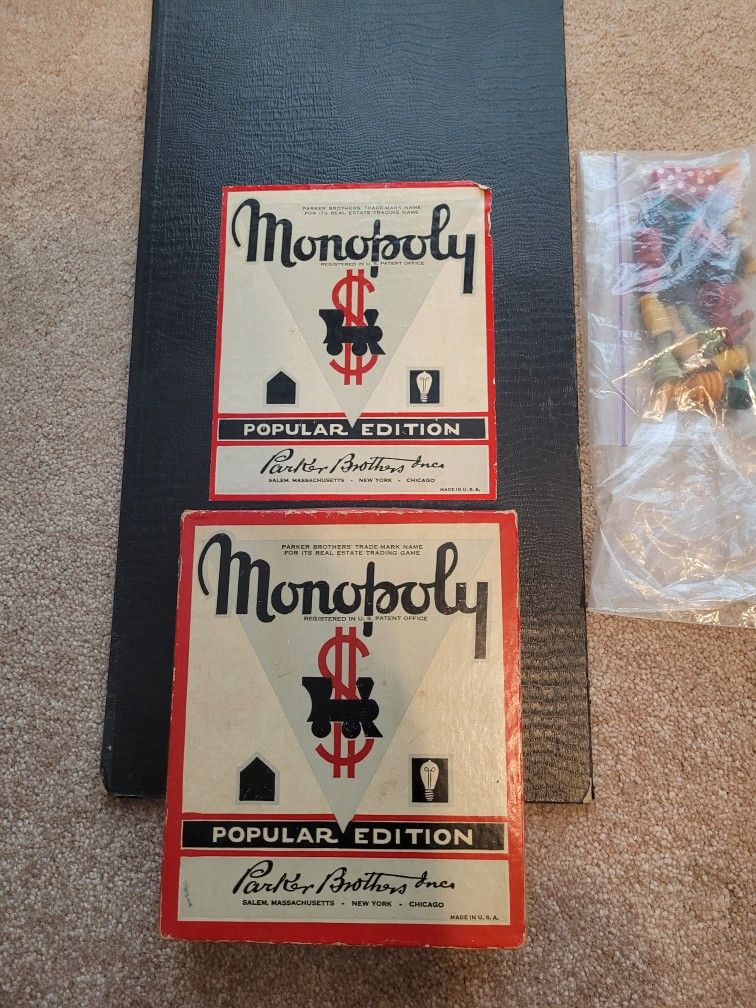 PARKER BROTHERS' TRADE-MARK NAME
FOR ITS REAL ESTATE TRADING GAME
Monopoly
REGISTERED IN U. S. PATENT OFFICE
$
POPULAR EDITION
Parker Brothers Inc.
SALEM, MASSACHUSETTS - NEW YORK - CHICAGO
MADE IN U. S. A.
PARKER BROTHERS' TRADE-MARK NAME
FOR ITS REAL ESTATE TRADING GAME
Monopoly
REGISTERED IN U. S. PATENT OFFICE
$
POPULAR EDITION
Parker Brothers Inc.
SALEM, MASSACHUSETTS - NEW YORK - CHICAGO
MADE IN U. S. A.